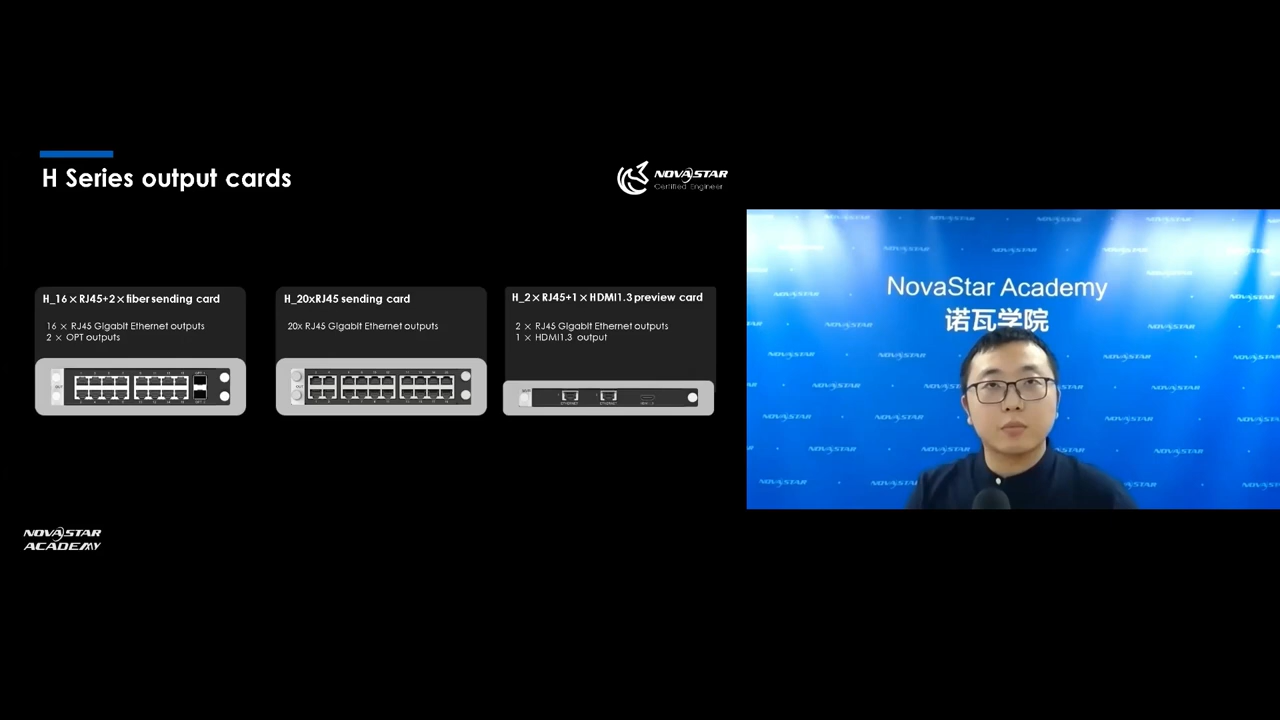 H Series output cards
NOVASTAR
Certified Engineer
H_16×RJ45+2×fiber sending card
16 × RJ45 Gigabit Ethernet outputs
2 × OPT outputs
H_20xRJ45 sending card
20x RJ45 Gigabit Ethernet outputs
H_2×RJ45+1×HDMI1.3 preview card
2 × RJ45 Gigabit Ethernet outputs
1 × HDMI1.3 output
NovaStar Academy
诺瓦学院
NOVASTAR
ACADEMY